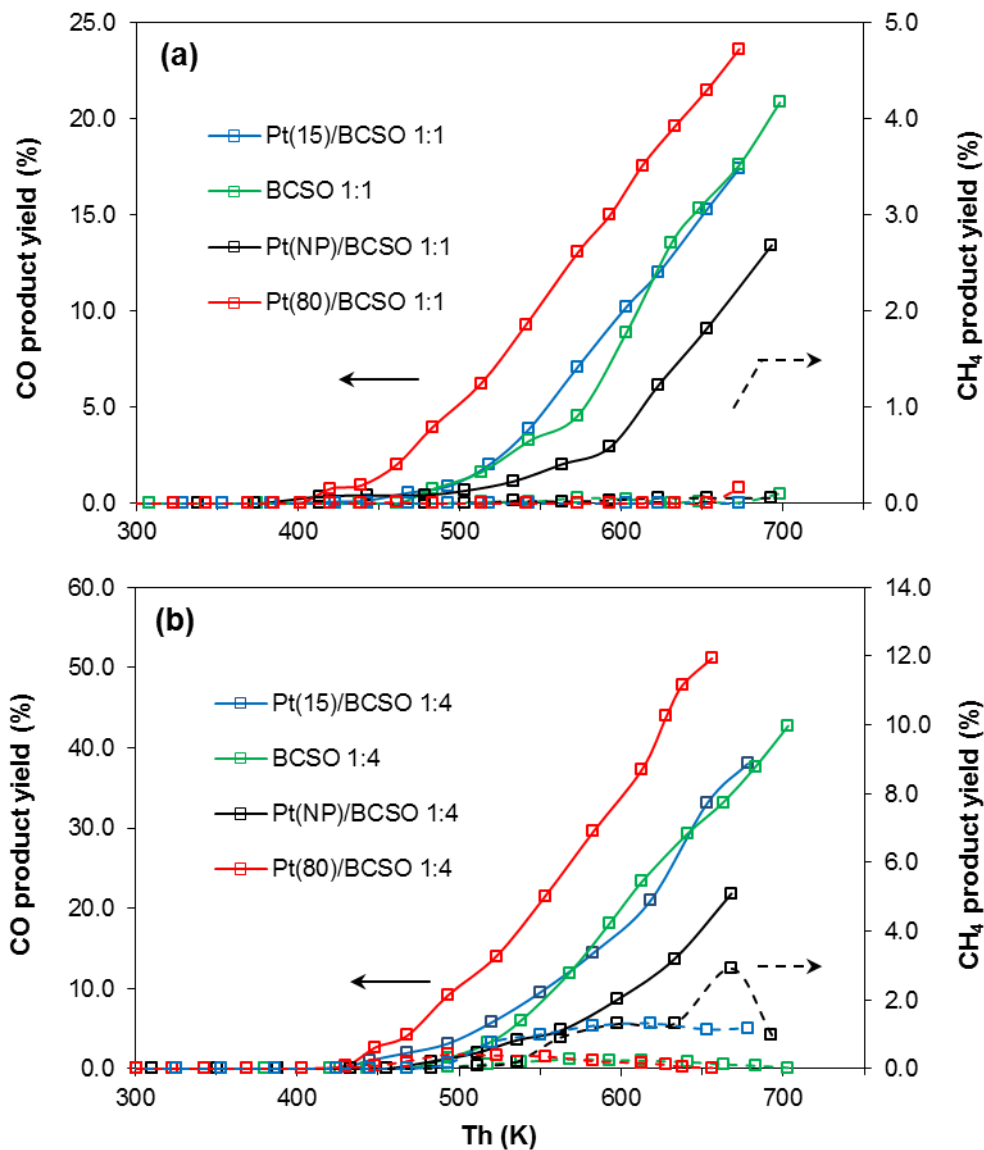 (a)
25.0
20.0
15.0
10.0
5.0
0.0
CO product yield (%)
Pt(15)/BCSO 1:1
BCSO 1:1
Pt(NP)/BCSO 1:1
Pt(80)/BCSO 1:1
5.0
4.0
3.0
2.0
1.0
0.0
CH₄ product yield (%)
300 400 500 600 700
(b)
60.0
50.0
40.0
30.0
20.0
10.0
0.0
CO product yield (%)
Pt(15)/BCSO 1:4
BCSO 1:4
Pt(NP)/BCSO 1:4
Pt(80)/BCSO 1:4
14.0
12.0
10.0
8.0
6.0
4.0
2.0
0.0
CH₄ product yield (%)
300 400 500 600 700
Th (K)